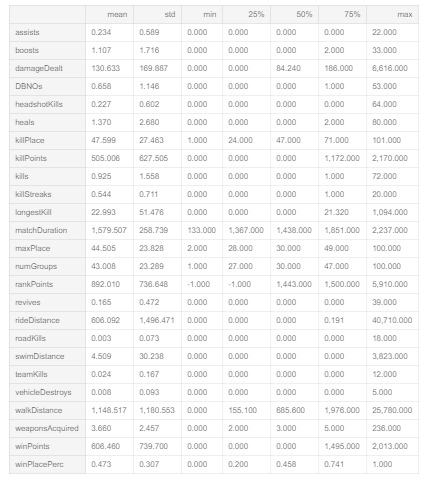 mean std min 25% 50% 75% max
assists 0.234 0.589 0.000 0.000 0.000 0.000 22.000
boosts 1.107 1.716 0.000 0.000 0.000 2.000 33.000
damageDealt 130.633 169.887 0.000 0.000 84.240 186.000 6,616.000
DBNOs 0.658 1.146 0.000 0.000 0.000 1.000 53.000
headshotKills 0.227 0.602 0.000 0.000 0.000 0.000 64.000
heals 1.370 2.680 0.000 0.000 0.000 2.000 80.000
killPlace 47.599 27.463 1.000 24.000 47.000 71.000 101.000
killPoints 505.006 627.505 0.000 0.000 0.000 1,172.000 2,170.000
kills 0.925 1.558 0.000 0.000 0.000 1.000 72.000
killStreaks 0.544 0.711 0.000 0.000 0.000 1.000 20.000
longestKill 22.993 51.476 0.000 0.000 0.000 21.320 1,094.000
matchDuration 1,579.507 258.739 133.000 1,367.000 1,438.000 1,851.000 2,237.000
maxPlace 44.505 23.828 2.000 28.000 30.000 49.000 100.000
numGroups 43.008 23.289 1.000 27.000 30.000 47.000 100.000
rankPoints 892.010 736.648 -1.000 -1.000 1,443.000 1,500.000 5,910.000
revives 0.165 0.472 0.000 0.000 0.000 0.000 39.000
rideDistance 606.092 1,496.471 0.000 0.000 0.000 0.191 40,710.000
roadKills 0.003 0.073 0.000 0.000 0.000 0.000 18.000
swimDistance 4.509 30.238 0.000 0.000 0.000 0.000 3,823.000
teamKills 0.024 0.167 0.000 0.000 0.000 0.000 12.000
vehicleDestroys 0.008 0.093 0.000 0.000 0.000 0.000 5.000
walkDistance 1,148.517 1,180.553 0.000 155.100 685.600 1,976.000 25,780.000
weaponsAcquired 3.660 2.457 0.000 2.000 3.000 5.000 236.000
winPoints 606.460 739.700 0.000 0.000 0.000 1,495.000 2,013.000
winPlacePerc 0.473 0.307 0.000 0.200 0.458 0.741 1.000